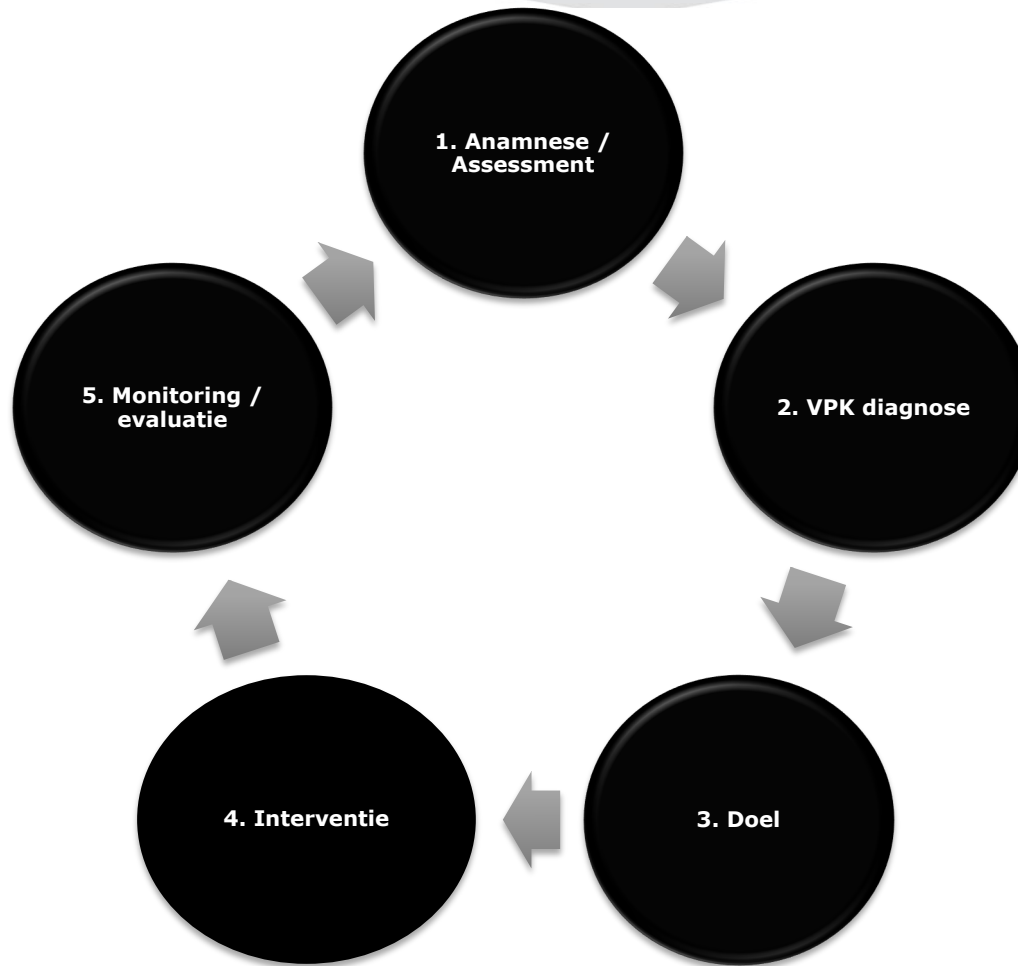 1. Anamnese /
Assessment
2. VPK diagnose
3. Doel
4. Interventie
5. Monitoring /
evaluatie